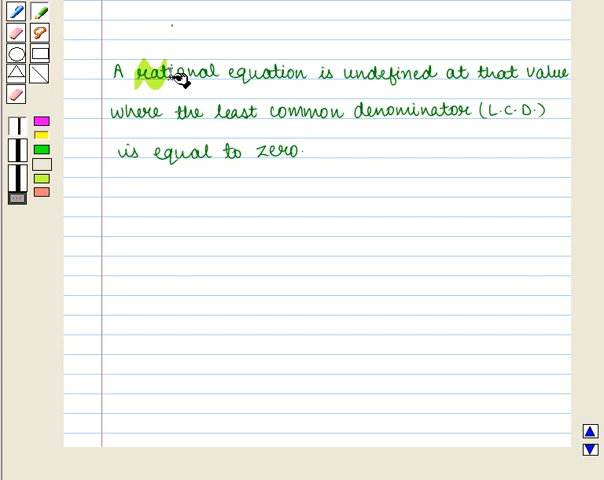 A rational equation is undefined at that value
where the least common denominator (L.C.D.)
is equal to zero.